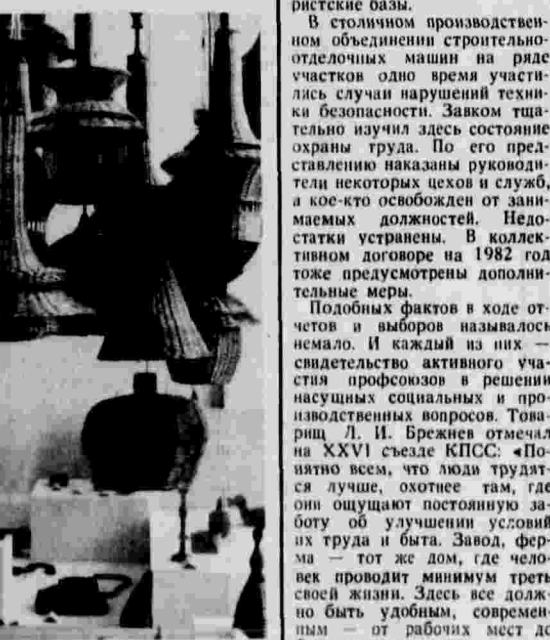 ристские базы.
В столичном производствен-
ном объединении строительно-
отделочных машин на ряде
участков одно время участи-
лись случаи нарушений техни-
ки безопасности. Завком тща-
тельно изучил здесь состояние
охраны труда. По его пред-
ставлению наказаны руководи-
тели некоторых цехов и служб,
а кое-кто освобожден от зани-
маемых должностей. Недо-
статки устранены. В коллек-
тивном договоре на 1982 год
тоже предусмотрены дополни-
тельные меры.
Подобных фактов в ходе от-
четов и выборов называлось
немало. И каждый из них —
свидетельство активного уча-
стия профсоюзов в решении
насущных социальных и про-
изводственных вопросов. Това-
рищ Л. И. Брежнев отмечал
на XXVI съезде КПСС: «По-
нятно всем, что люди трудят-
ся лучше, охотнее там, где
они ощущают постоянную за-
боту об улучшении условий
их труда и быта. Завод, фер-
ма — тот же дом, где чело-
век проводит минимум треть
своей жизни. Здесь все долж-
но быть удобным, современ-
ным — от рабочих мест до